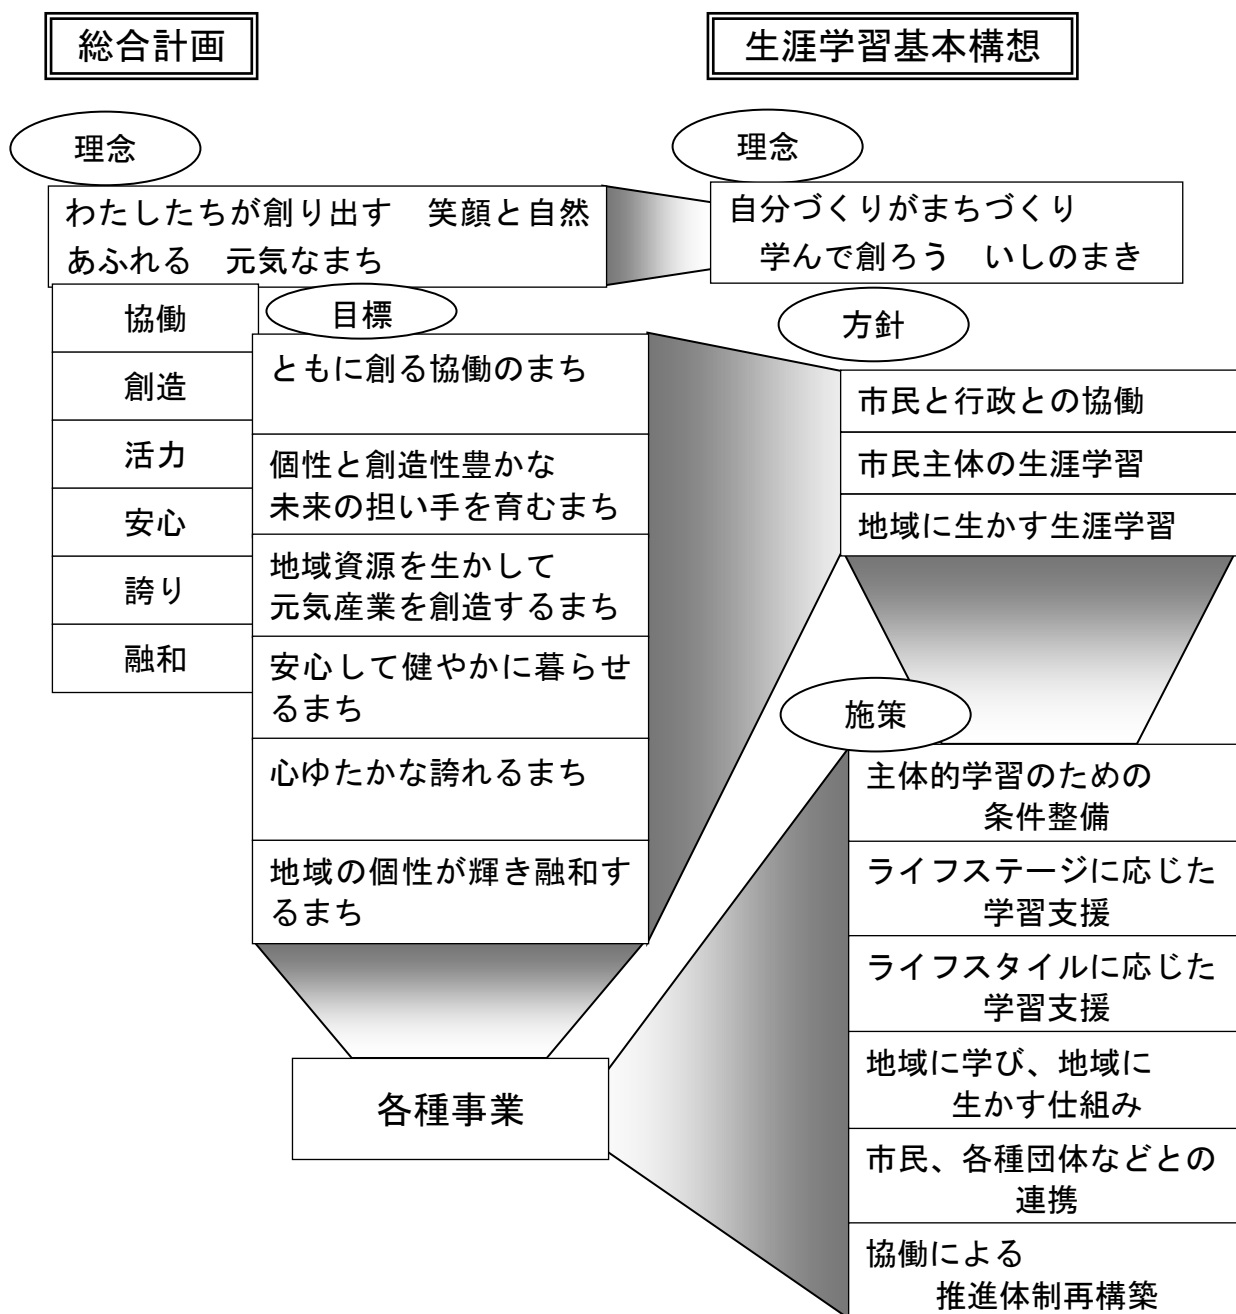 総合計画
生涯学習基本構想
理念
理念
わたしたちが創り出す　笑顔と自然
あふれる　元気なまち
自分づくりがまちづくり
学んで創ろう　いしのまき
協働
創造
活力
安心
誇り
融和
目標
ともに創る協働のまち
個性と創造性豊かな
未来の担い手を育むまち
地域資源を生かして
元気産業を創造するまち
安心して健やかに暮らせ
るまち
心ゆたかな誇れるまち
地域の個性が輝き融和す
るまち
各種事業
方針
市民と行政との協働
市民主体の生涯学習
地域に生かす生涯学習
施策
主体的学習のための
条件整備
ライフステージに応じた
学習支援
ライフスタイルに応じた
学習支援
地域に学び、地域に
生かす仕組み
市民、各種団体などとの
連携
協働による
推進体制再構築